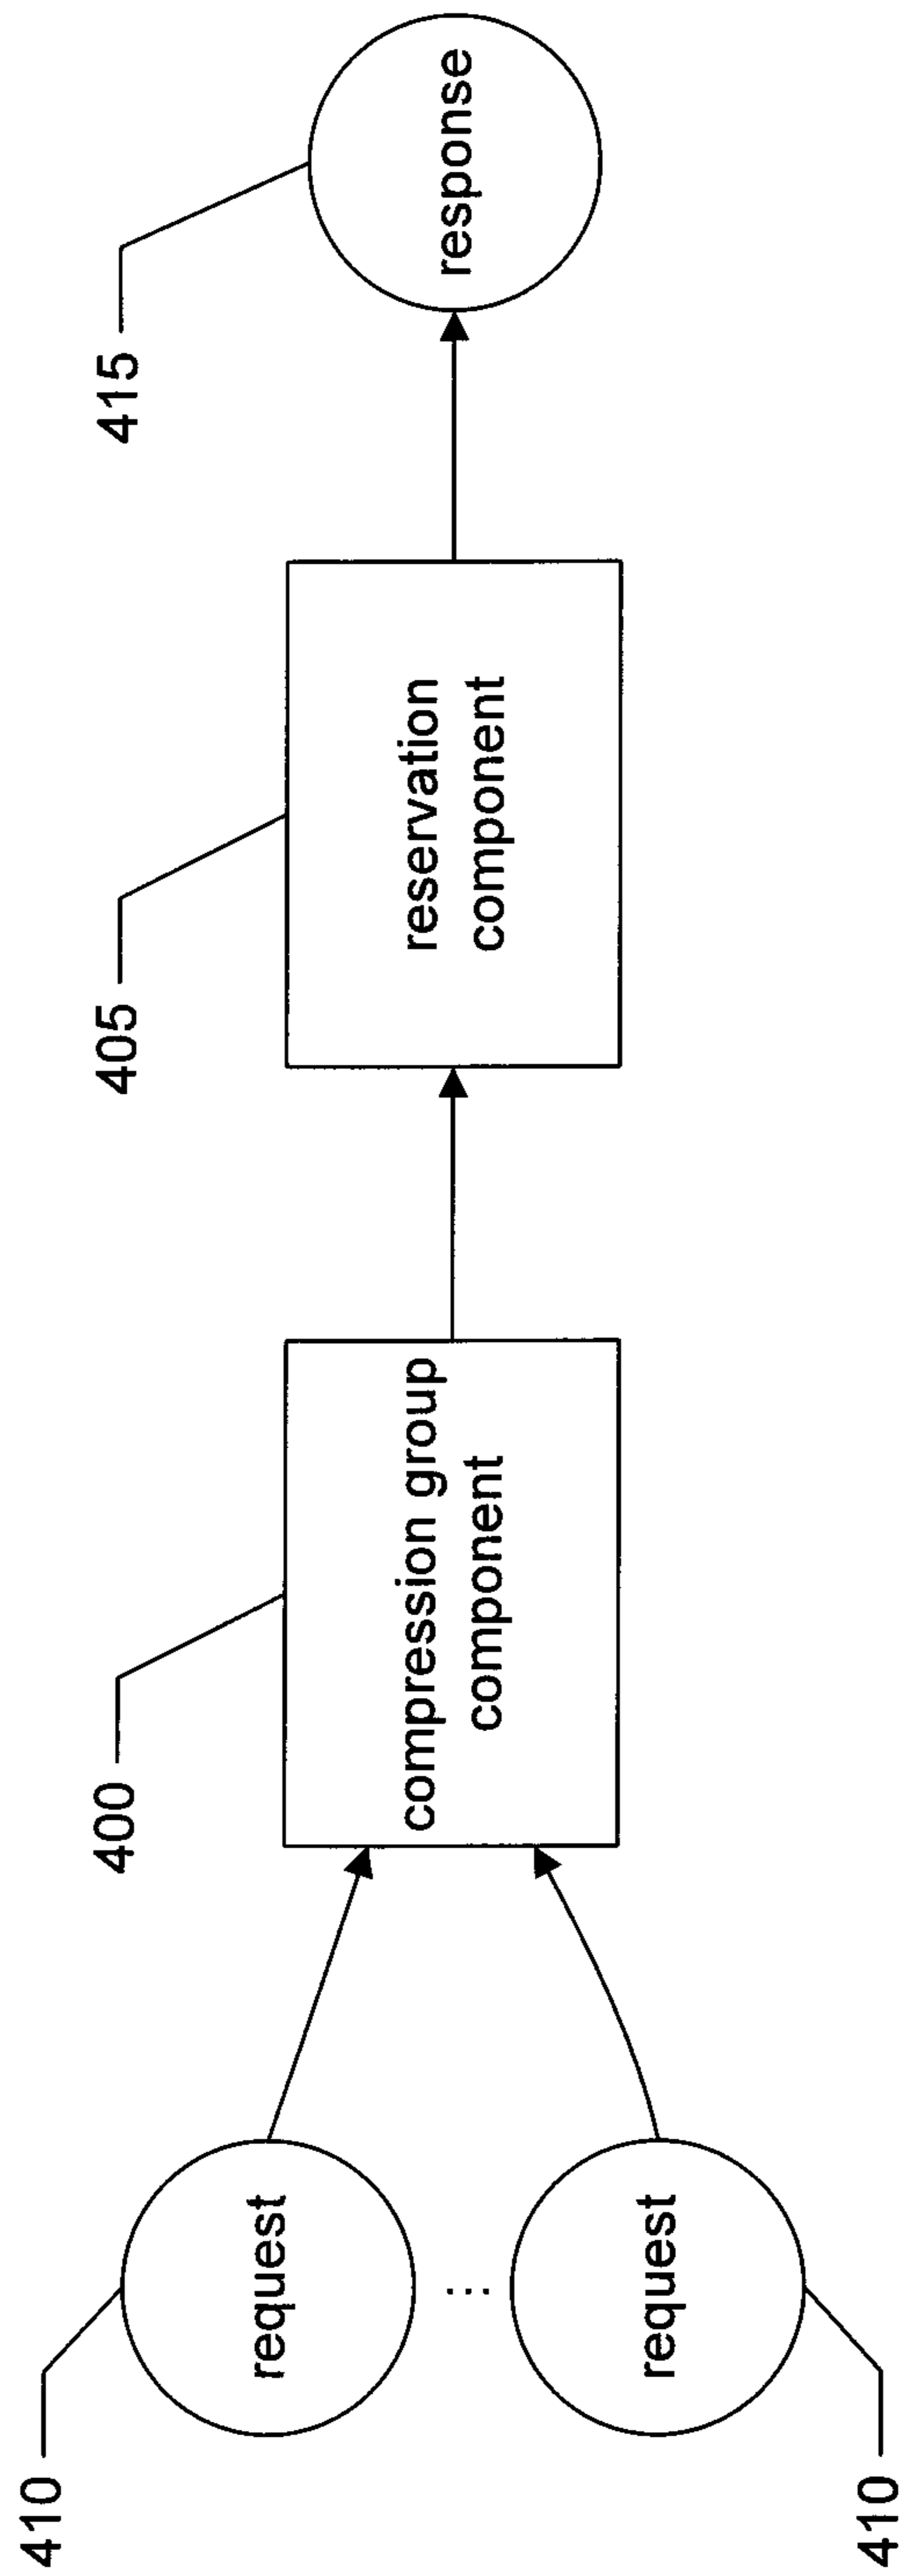 410
request
...
request
410
400
compression group
component
405
reservation
component
415
response